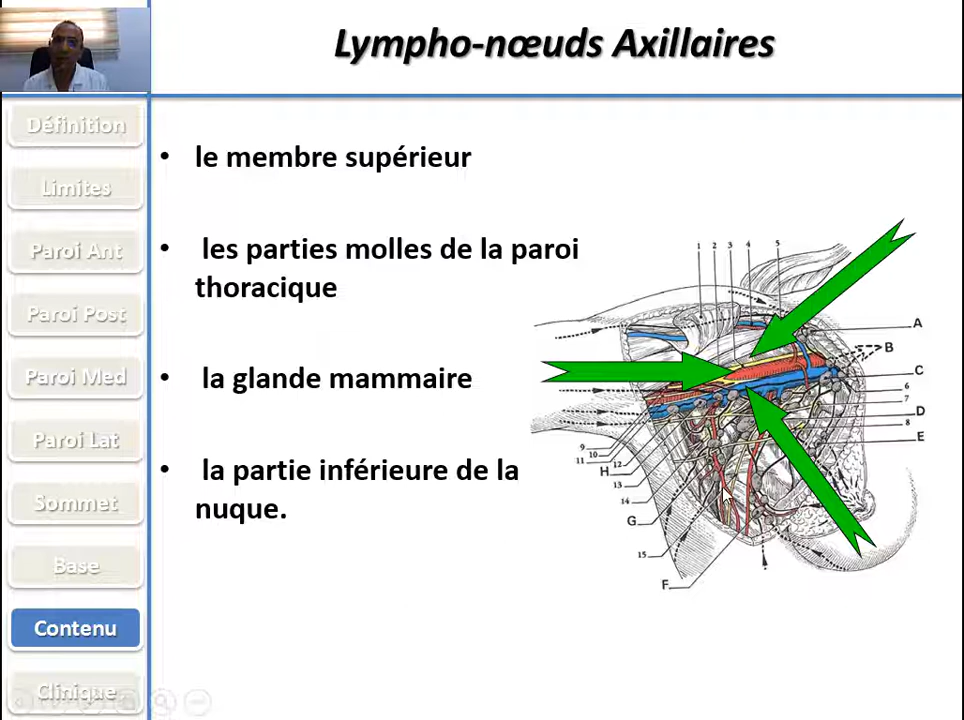 Lympho-nœuds Axillaires
Définition
Limites
Paroi Ant
Paroi Post
Paroi Med
Paroi Lat
Sommet
Base
Contenu
Clinique
• le membre supérieur
• les parties molles de la paroi
thoracique
• la glande mammaire
• la partie inférieure de la
nuque.
1 2 3 4 5
A
B
C
6
7
D
8
E
9
10
11
H 12
13
14
G
15
F